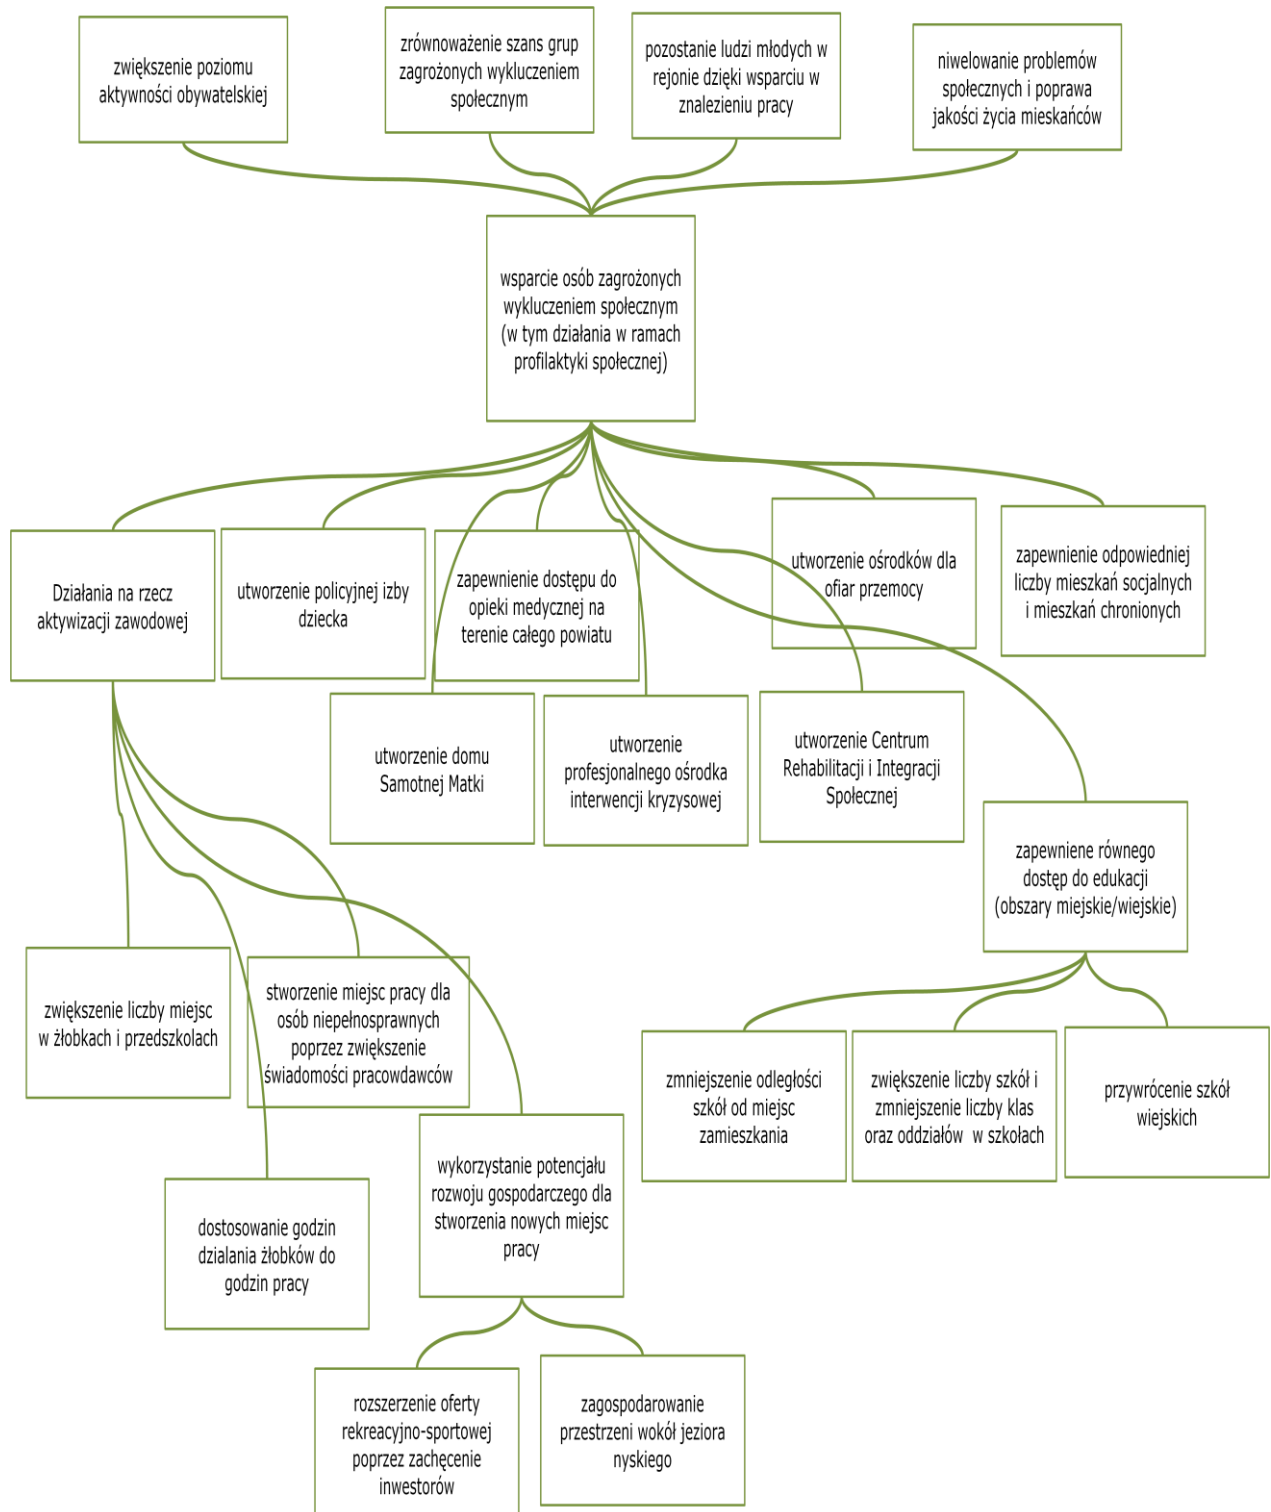 zwiększenie poziomu
aktywności obywatelskiej
zrównoważenie szans grup
zagrożonych wykluczeniem
społecznym
pozostanie ludzi młodych w
rejonie dzięki wsparciu w
znalezieniu pracy
niwelowanie problemów
społecznych i poprawa
jakości życia mieskańców
wsparcie osób zagrożonych
wykluczeniem społecznym
(w tym działania w ramach
profilaktyki społecznej)
Działania na rzecz
aktywizacji zawodowej
utworzenie policyjnej izby
dziecka
zapewnienie dostępu do
opieki medycznej na
terenie całego powiatu
utworzenie ośrodków dla
ofiar przemocy
zapewnienie odpowiedniej
liczby mieszkań socjalnych
i mieszkań chronionych
utworzenie domu
Samotnej Matki
utworzenie
profesjonalnego ośrodka
interwencji kryzysowej
utworzenie Centrum
Rehabilitacji i Integracji
Społecznej
zapewniene równego
dostęp do edukacji
(obszary miejskie/wiejskie)
zwiększenie liczby miejsc
w żłobkach i przedszkolach
stworzenie miejsc pracy dla
osób niepełnosprawnych
poprzez zwiększenie
świadomości pracowdawców
zmniejszenie odległości
szkół od miejsc
zamieszkania
zwiększenie liczby szkół i
zmniejszenie liczby klas
oraz oddziałów w szkołach
przywrócenie szkół
wiejskich
dostosowanie godzin
dzialania żłobków do
godzin pracy
wykorzystanie potencjału
rozwoju gospodarczego dla
stworzenia nowych miejsc
pracy
rozszerzenie oferty
rekreacyjno-sportowej
poprzez zachęcenie
inwestorów
zagospodarowanie
przestrzeni wokół jeziora
nyskiego